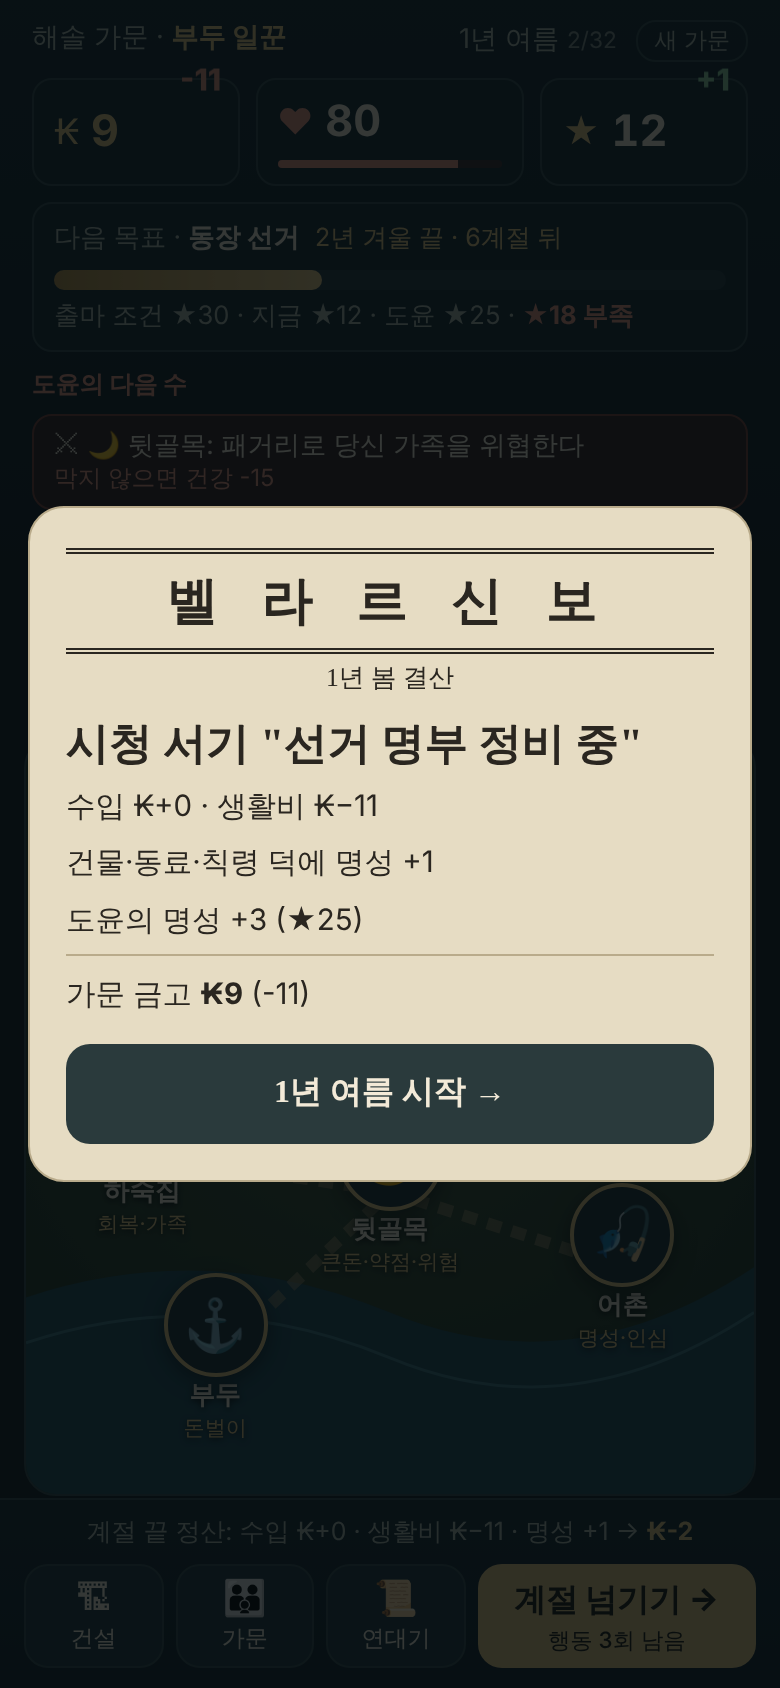 해솔 가문 · 부두 일꾼
1년 여름 2/32
새 가문
-11
+1
₭ 9
80
★ 12
다음 목표 · 동장 선거 2년 겨울 끝 · 6계절 뒤
출마 조건 ★30 · 지금 ★12 · 도윤 ★25 · ★18 부족
도윤의 다음 수
뒷골목: 패거리로 당신 가족을 위협한다
막지 않으면 건강 -15
벨라르신보
1년 봄 결산
시청 서기 "선거 명부 정비 중"
수입 ₭+0 · 생활비 ₭−11
건물·동료·칙령 덕에 명성 +1
도윤의 명성 +3 (★25)
가문 금고 ₭9 (-11)
1년 여름 시작 →
하숙집
회복·가족
뒷골목
큰돈·약점·위험
어촌
명성·인심
부두
돈벌이
계절 끝 정산: 수입 ₭+0 · 생활비 ₭−11 · 명성 +1 → ₭-2
건설
가문
연대기
계절 넘기기 →
행동 3회 남음